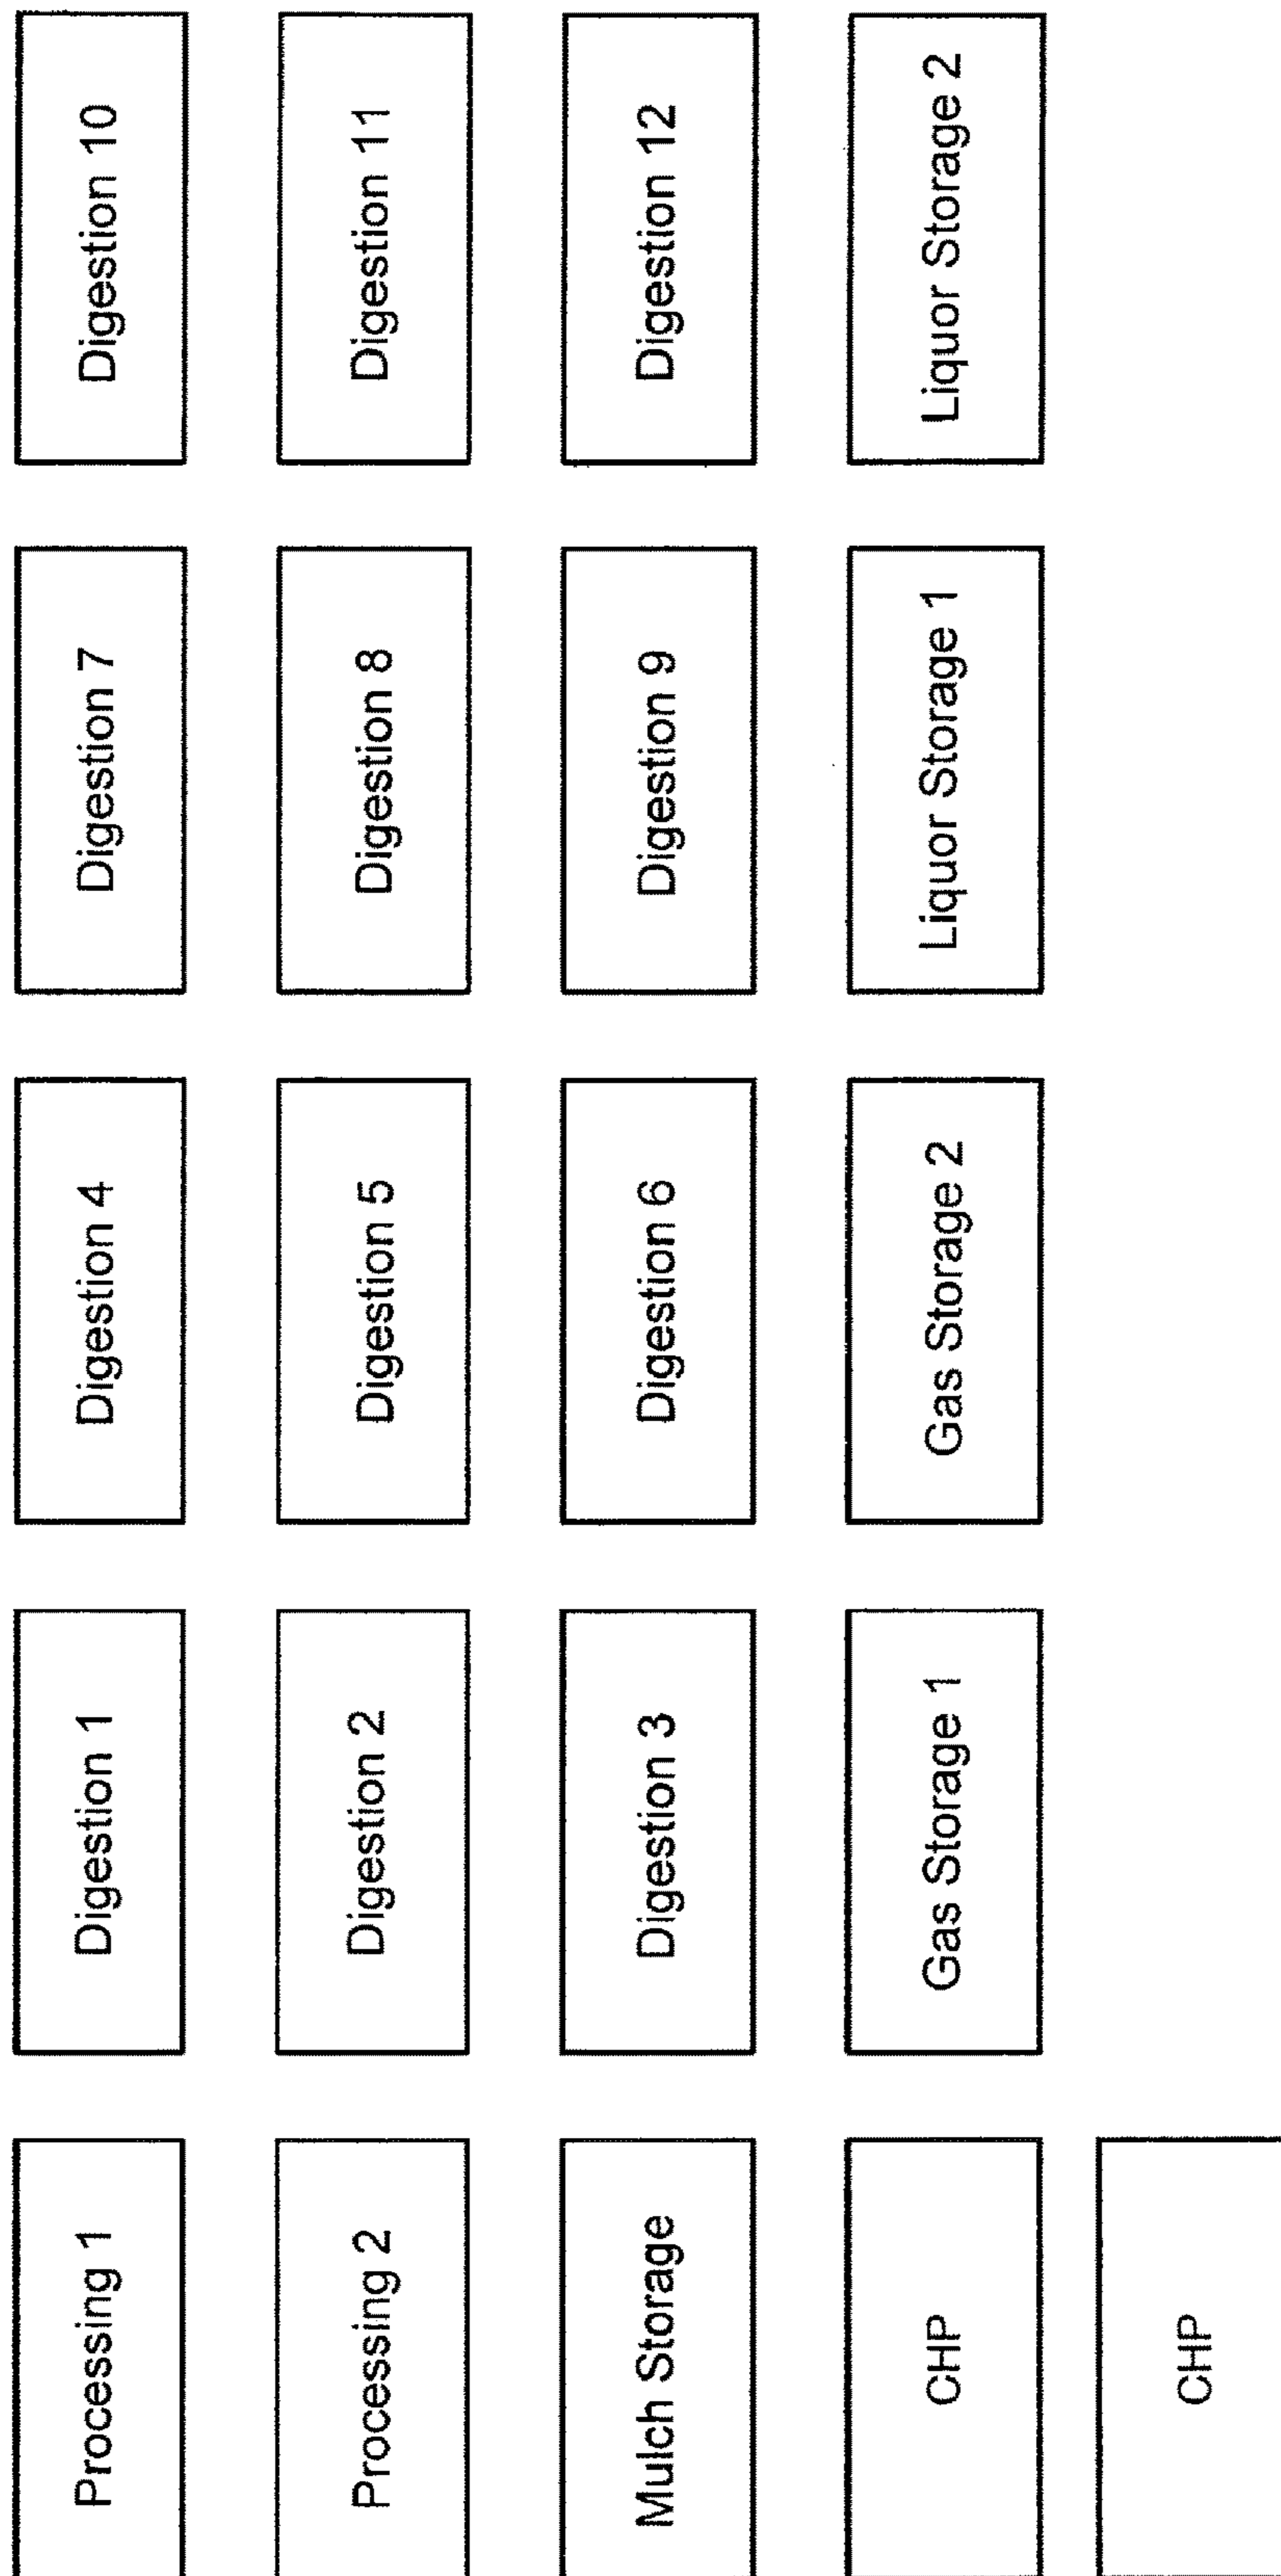 Processing 1
Digestion 1
Digestion 4
Digestion 7
Digestion 10
Processing 2
Digestion 2
Digestion 5
Digestion 8
Digestion 11
Mulch Storage
Digestion 3
Digestion 6
Digestion 9
Digestion 12
CHP
Gas Storage 1
Gas Storage 2
Liquor Storage 1
Liquor Storage 2
CHP